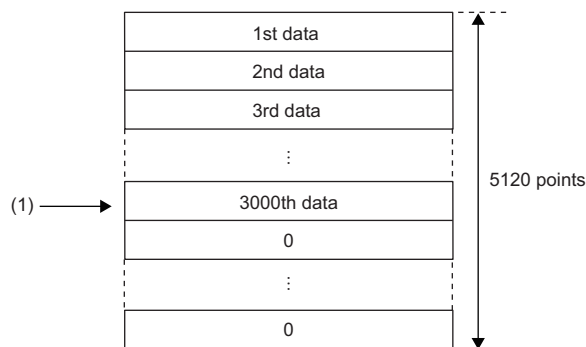 1st data
2nd data
3rd data
⋮
5120 points
(1)
3000th data
0
⋮
0